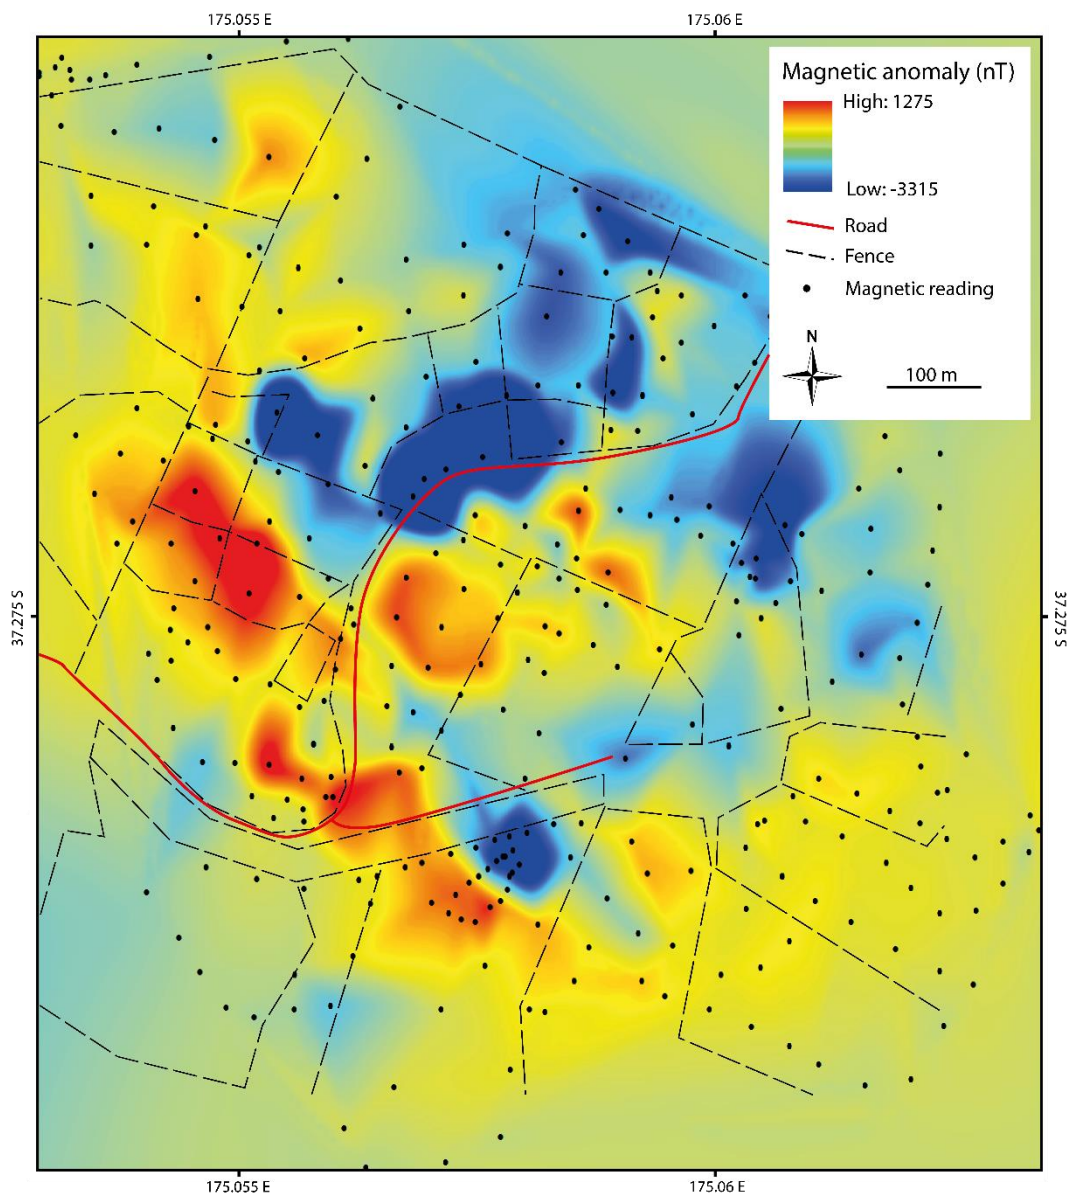 175.055 E
175.06 E
Magnetic anomaly (nT)
High: 1275
Low: -3315
Road
Fence
Magnetic reading
N
100 m
37.275 S
37.275 S
175.055 E
175.06 E